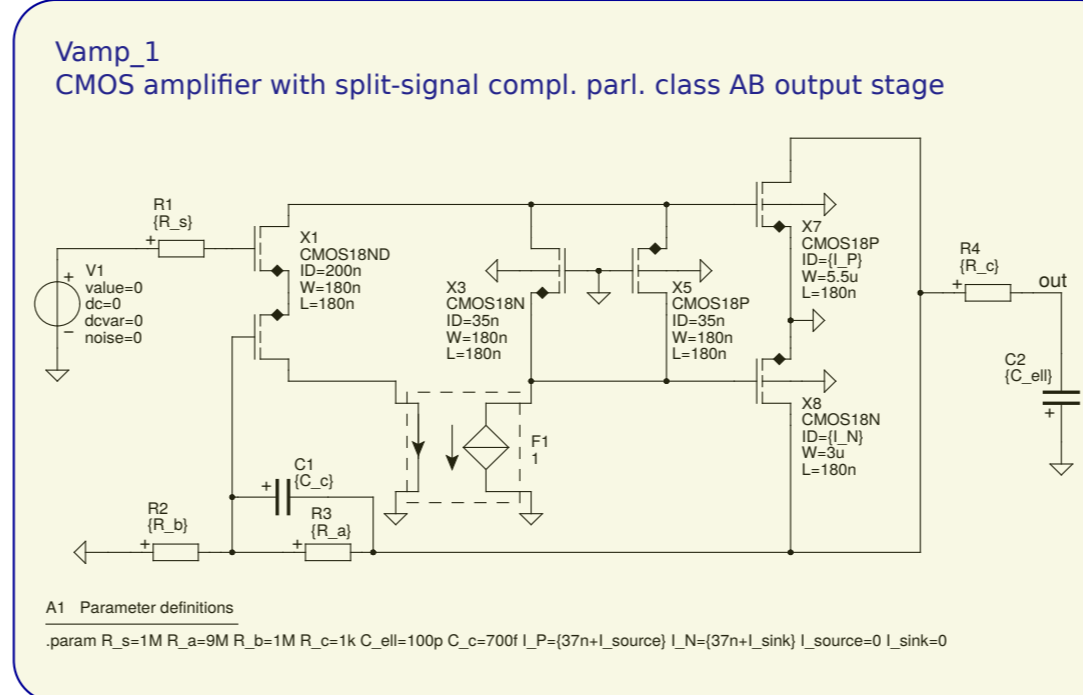 Vamp_1
CMOS amplifier with split-signal compl. parl. class AB output stage
R1
{R_s}
V1
value=0
dc=0
dcvar=0
noise=0
X1
CMOS18ND
ID=200n
W=180n
L=180n
X3
CMOS18N
ID=35n
W=180n
L=180n
X5
CMOS18P
ID=35n
W=180n
L=180n
X7
CMOS18P
ID={I_P}
W=5.5u
L=180n
R4
{R_c}
out
C2
{C_ell}
X8
CMOS18N
ID={I_N}
W=3u
L=180n
F1
1
C1
{C_c}
R2
{R_b}
R3
{R_a}
A1 Parameter definitions
.param R_s=1M R_a=9M R_b=1M R_c=1k C_ell=100p C_c=700f I_P={37n+I_source} I_N={37n+I_sink} I_source=0 I_sink=0